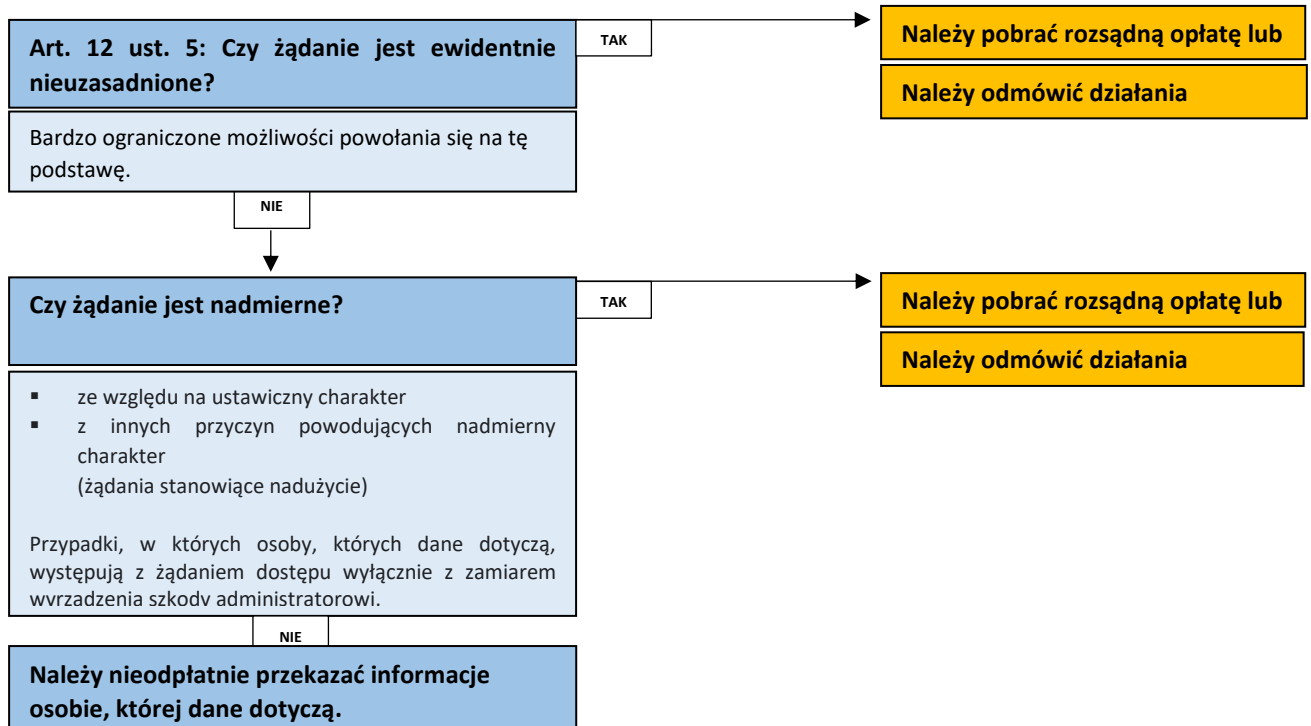 Art. 12 ust. 5: Czy żądanie jest ewidentnie
nieuzasadnione?
TAK
Należy pobrać rozsądną opłatę lub
Należy odmówić działania
Bardzo ograniczone możliwości powołania się na tę
podstawę.
NIE
Czy żądanie jest nadmierne?
TAK
Należy pobrać rozsądną opłatę lub
Należy odmówić działania
▪ ze względu na ustawiczny charakter
▪ z innych przyczyn powodujących nadmierny
charakter
(żądania stanowiące nadużycie)
Przypadki, w których osoby, których dane dotyczą,
występują z żądaniem dostępu wyłącznie z zamiarem
wyrządzenia szkody administratorowi.
NIE
Należy nieodpłatnie przekazać informacje
osobie, której dane dotyczą.